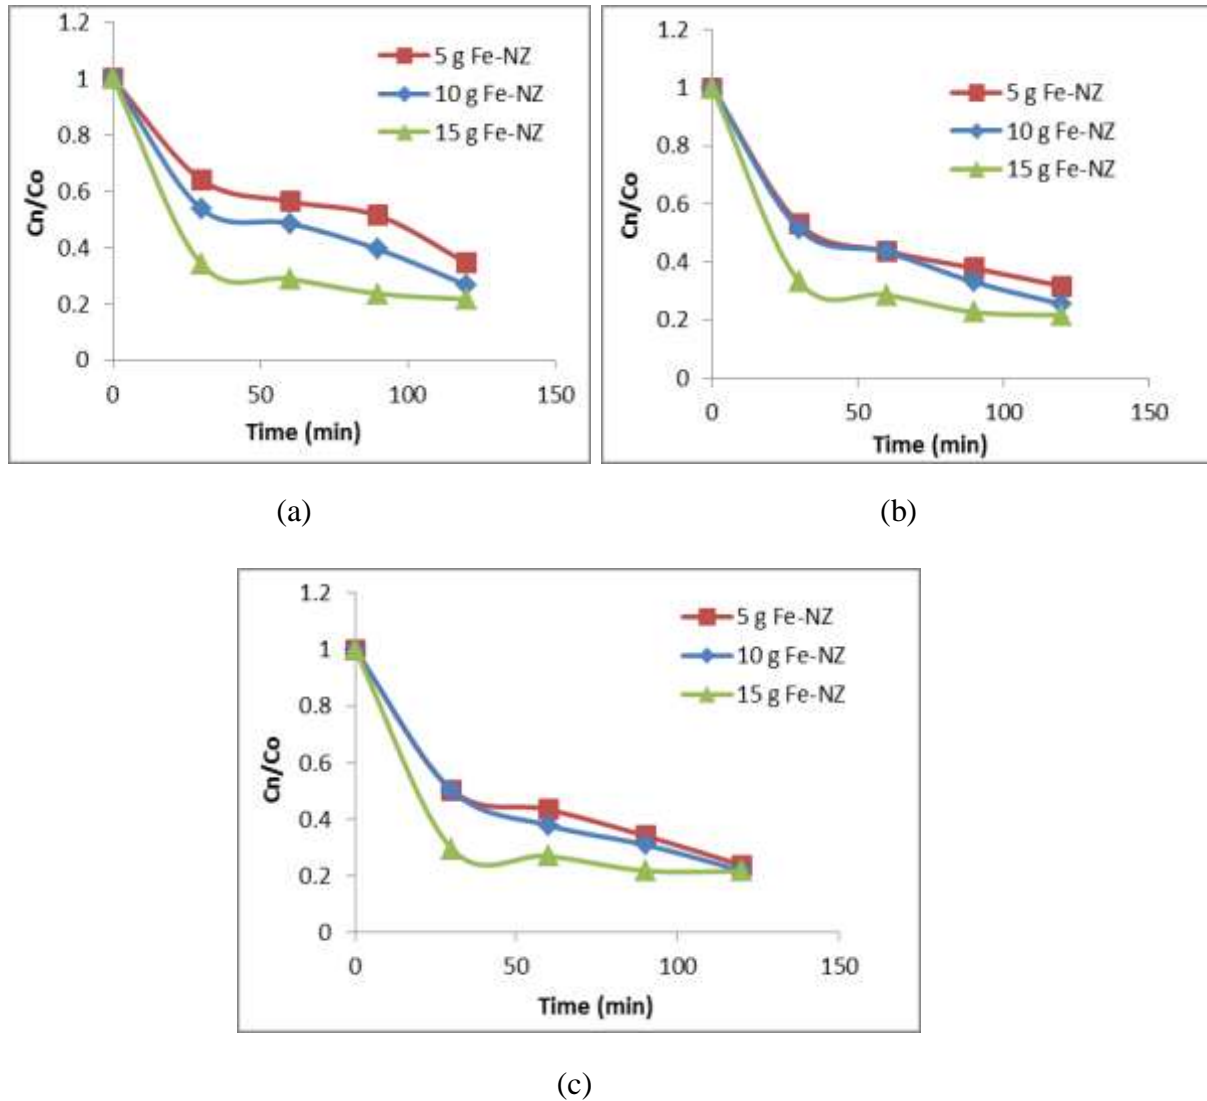 1.2
1
0.8
0.6
0.4
0.2
0
Cn/Co
5 g Fe-NZ
10 g Fe-NZ
15 g Fe-NZ
0 50 100 150
Time (min)
(a)
1.2
1
0.8
0.6
0.4
0.2
0
Cn/Co
5 g Fe-NZ
10 g Fe-NZ
15 g Fe-NZ
0 50 100 150
Time (min)
(b)
1.2
1
0.8
0.6
0.4
0.2
0
Cn/Co
5 g Fe-NZ
10 g Fe-NZ
15 g Fe-NZ
0 50 100 150
Time (min)
(c)